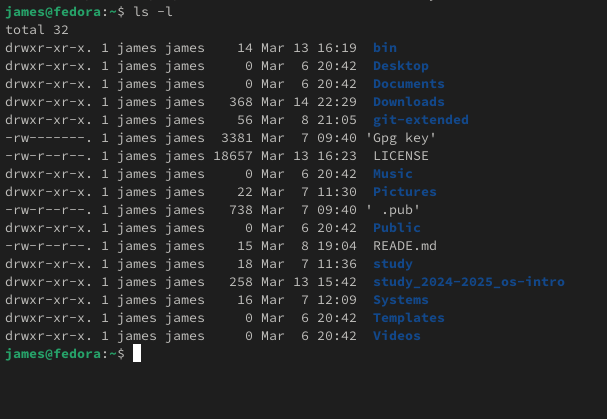 james@fedora:~$ ls -l
total 32
drwxr-xr-x. 1 james james    14 Mar 13 16:19  bin
drwxr-xr-x. 1 james james     0 Mar  6 20:42  Desktop
drwxr-xr-x. 1 james james     0 Mar  6 20:42  Documents
drwxr-xr-x. 1 james james   368 Mar 14 22:29  Downloads
drwxr-xr-x. 1 james james    56 Mar  8 21:05  git-extended
-rw-------. 1 james james  3381 Mar  7 09:40 'Gpg key'
-rw-r--r--. 1 james james 18657 Mar 13 16:23  LICENSE
drwxr-xr-x. 1 james james     0 Mar  6 20:42  Music
drwxr-xr-x. 1 james james    22 Mar  7 11:30  Pictures
-rw-r--r--. 1 james james   738 Mar  7 09:40 ' .pub'
drwxr-xr-x. 1 james james     0 Mar  6 20:42  Public
-rw-r--r--. 1 james james    15 Mar  8 19:04  READE.md
drwxr-xr-x. 1 james james    18 Mar  7 11:36  study
drwxr-xr-x. 1 james james   258 Mar 13 15:42  study_2024-2025_os-intro
drwxr-xr-x. 1 james james    16 Mar  7 12:09  Systems
drwxr-xr-x. 1 james james     0 Mar  6 20:42  Templates
drwxr-xr-x. 1 james james     0 Mar  6 20:42  Videos
james@fedora:~$